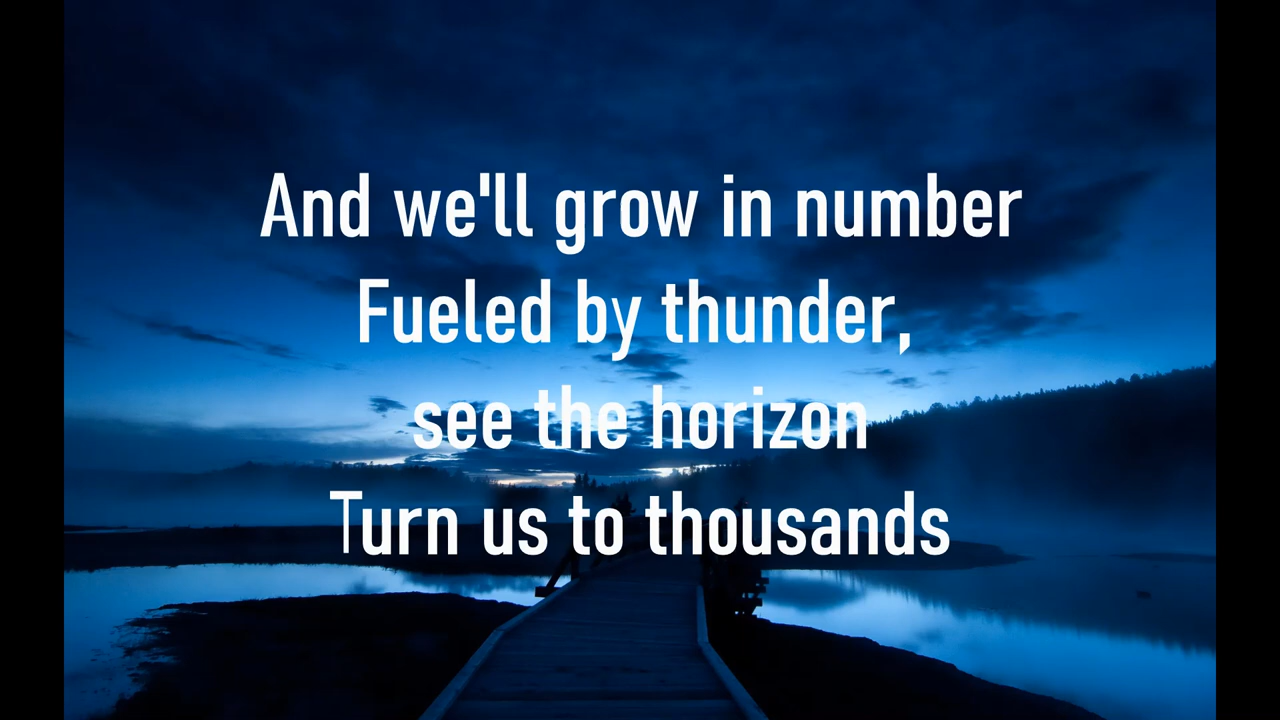 And we'll grow in number
Fueled by thunder,
see the horizon
Turn us to thousands